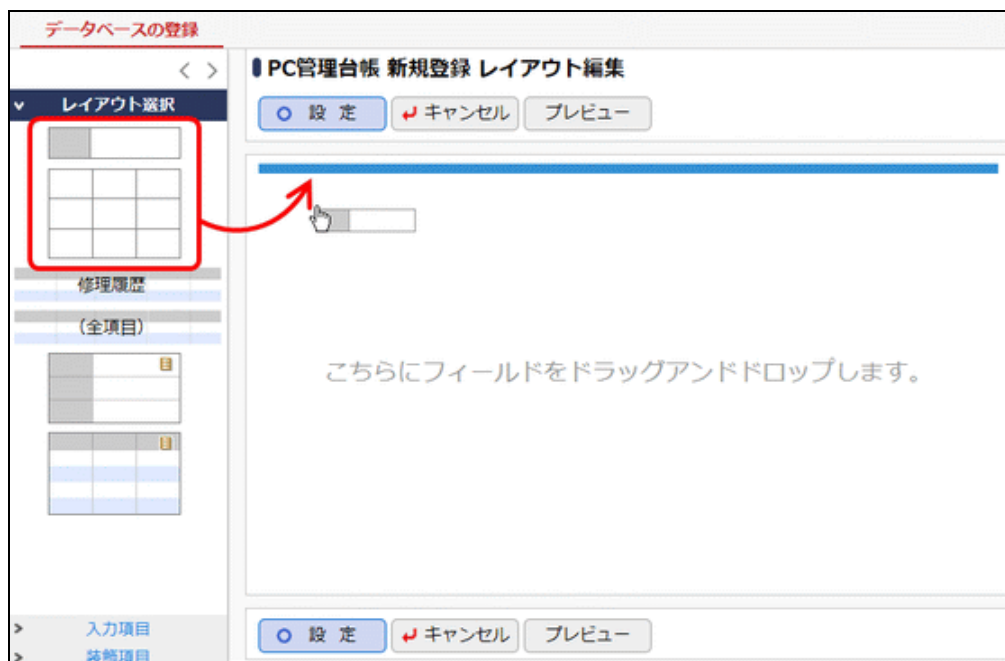 データベースの登録
PC管理台帳 新規登録 レイアウト編集
レイアウト選択
設 定
キャンセル
プレビュー
修理履歴
(全項目)
こちらにフィールドをドラッグアンドドロップします。
入力項目
装飾項目
設 定
キャンセル
プレビュー